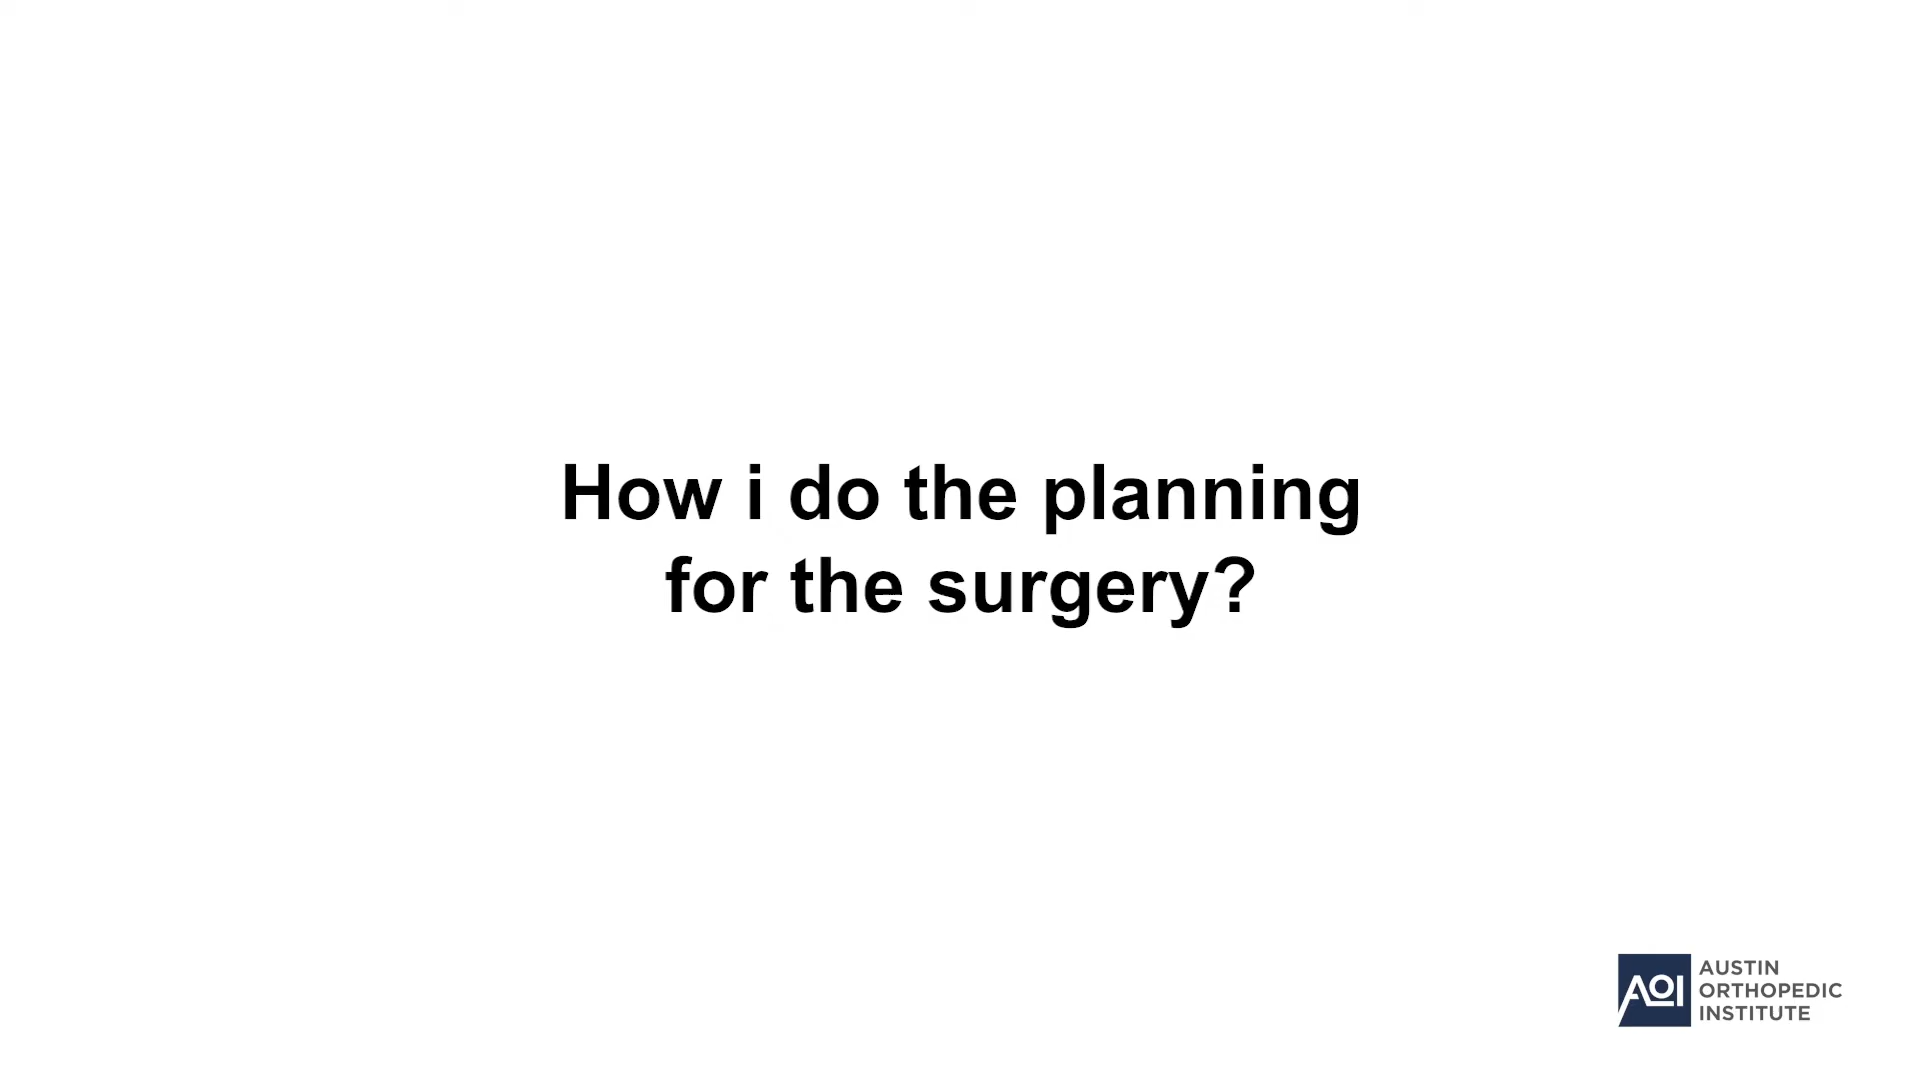 How i do the planning
for the surgery?
AOI
AUSTIN
ORTHOPEDIC
INSTITUTE